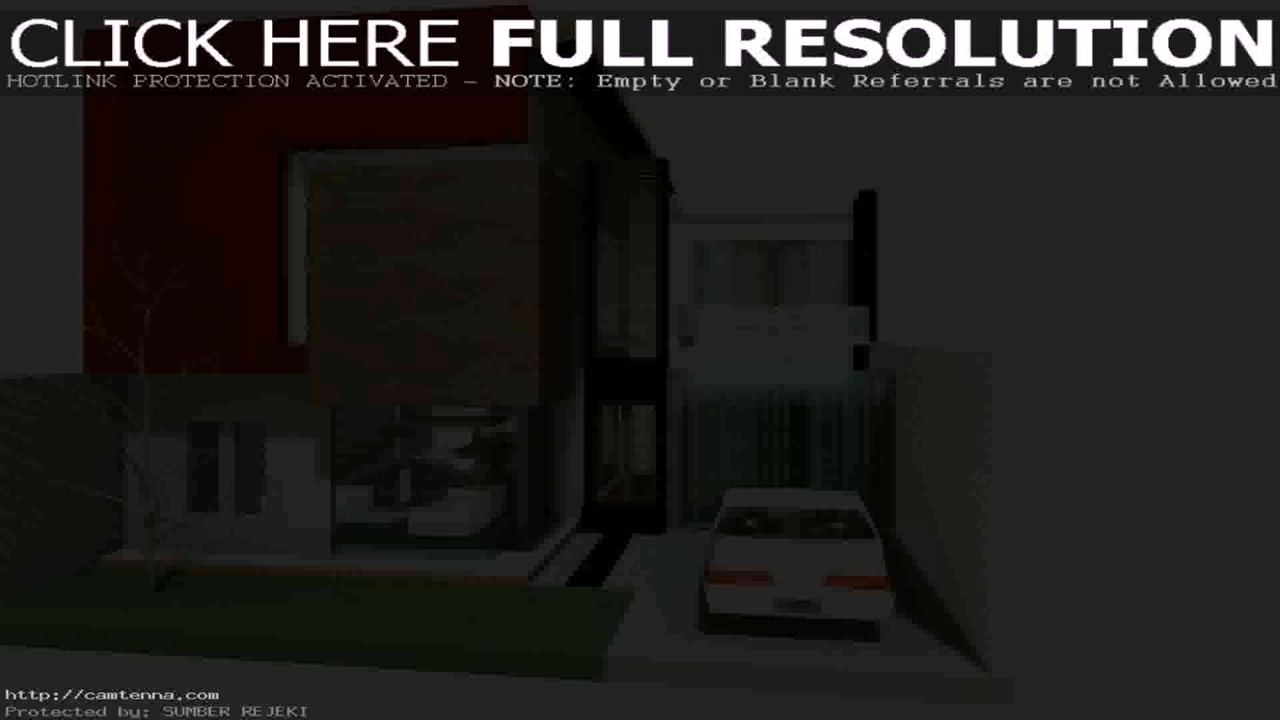 CLICK HERE FULL RESOLUTION
HOTLINK PROTECTION ACTIVATED - NOTE: Empty or Blank Referrals are not Allowed
http://camtenna.com
Protected by: SUMBER REJEKI